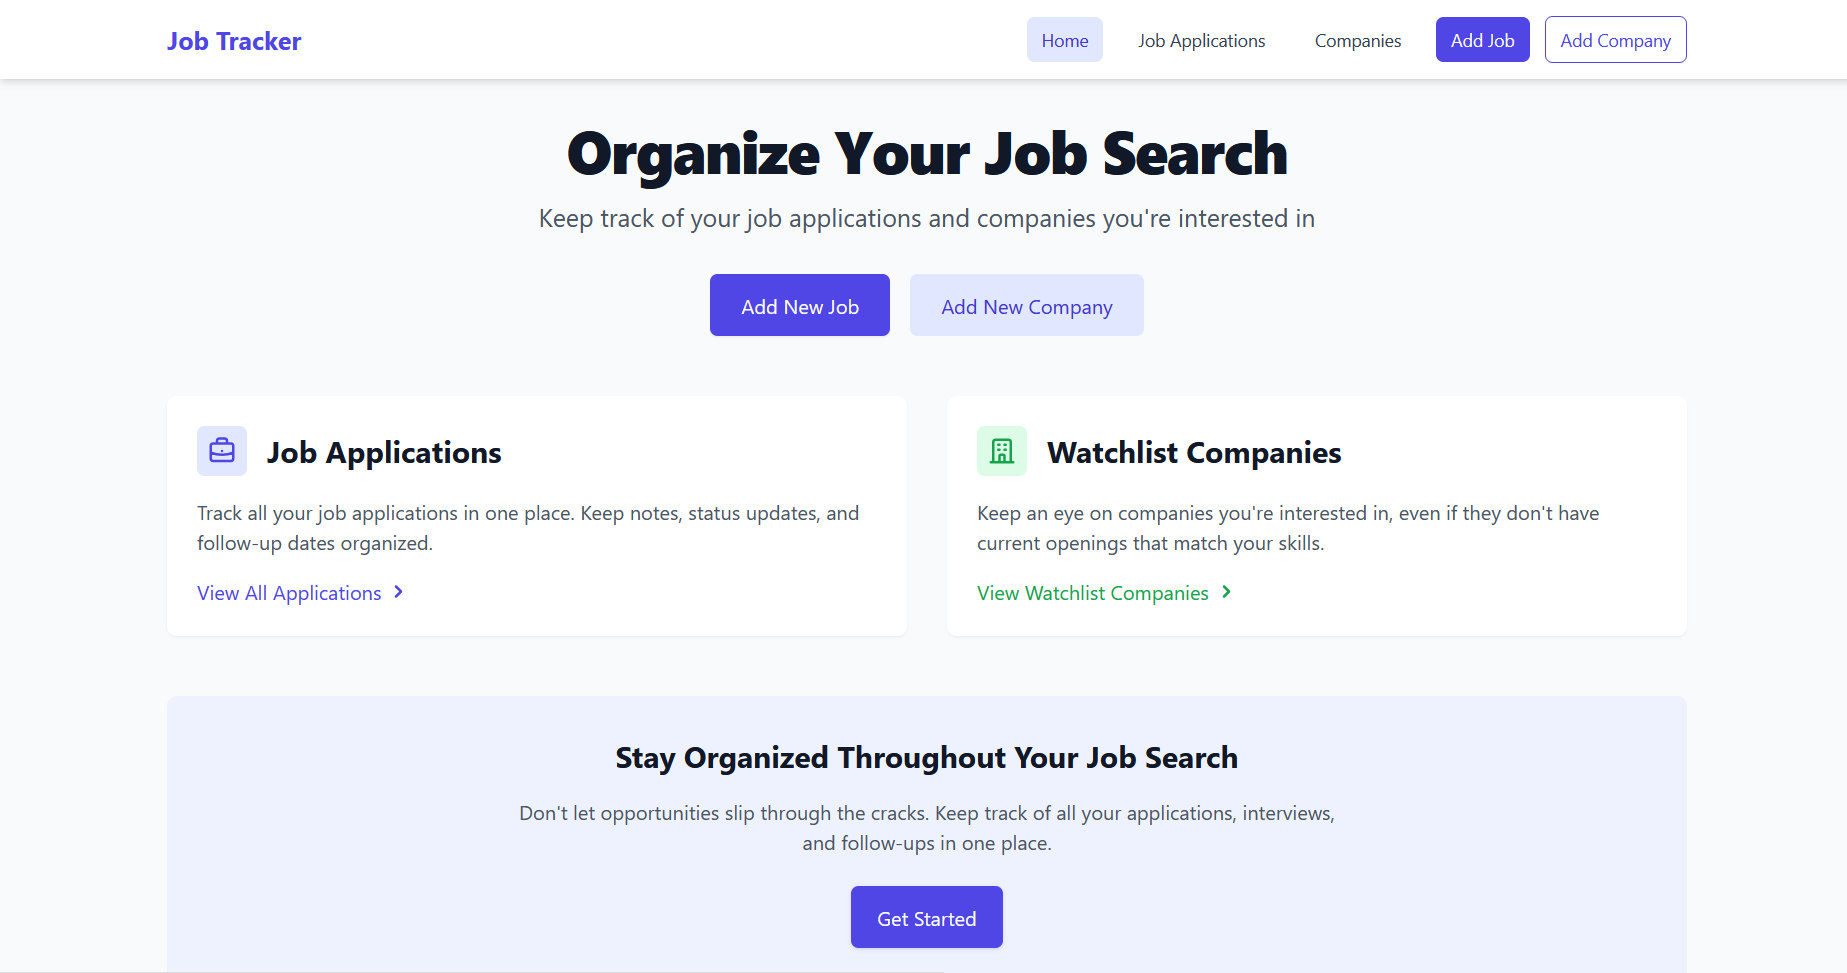 Job Tracker
Home
Job Applications
Companies
Add Job
Add Company
Organize Your Job Search
Keep track of your job applications and companies you're interested in
Add New Job
Add New Company
Job Applications
Track all your job applications in one place. Keep notes, status updates, and
follow-up dates organized.
View All Applications
Watchlist Companies
Keep an eye on companies you're interested in, even if they don't have
current openings that match your skills.
View Watchlist Companies
Stay Organized Throughout Your Job Search
Don't let opportunities slip through the cracks. Keep track of all your applications, interviews,
and follow-ups in one place.
Get Started